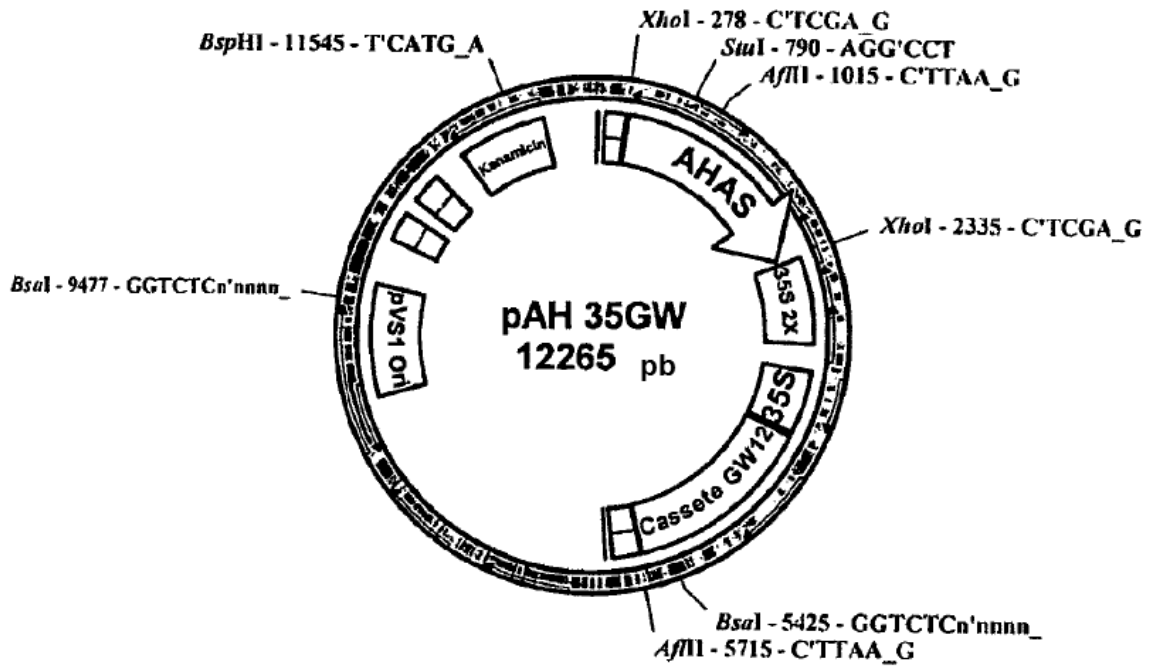 XhoI - 278 - C'TCGA_G
BspHI - 11545 - T'CATG_A
StuI - 790 - AGG'CCT
AflII - 1015 - C'TTAA_G
Kanamicin
AHAS
XhoI - 2335 - C'TCGA_G
35S 2X
BsaI - 9477 - GGTCTCn'nnnn_
pVS1 Ori
pAH 35GW
12265 pb
35S
Cassete GW12
BsaI - 5425 - GGTCTCn'nnnn_
AflII - 5715 - C'TTAA_G